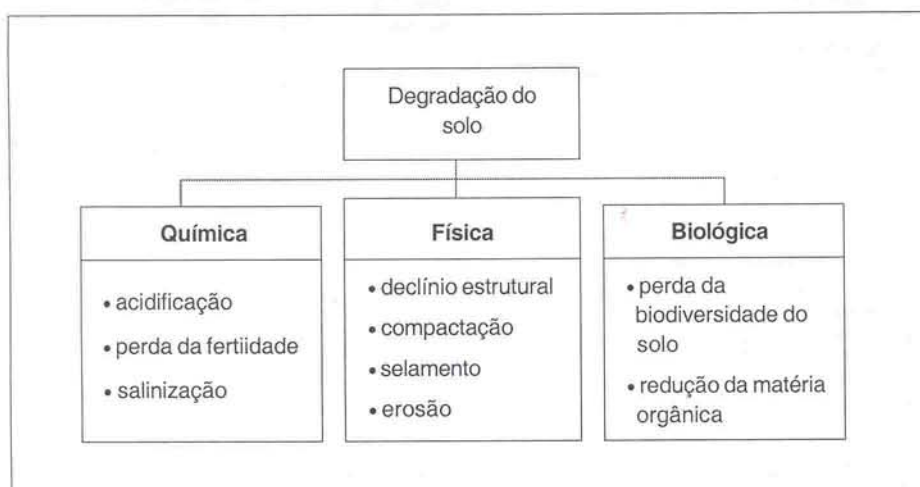 Degradação do
solo
Química
• acidificação
• perda da fertiidade
• salinização
Física
• declínio estrutural
• compactação
• selamento
• erosão
Biológica
• perda da
biodiversidade do
solo
• redução da matéria
orgânica